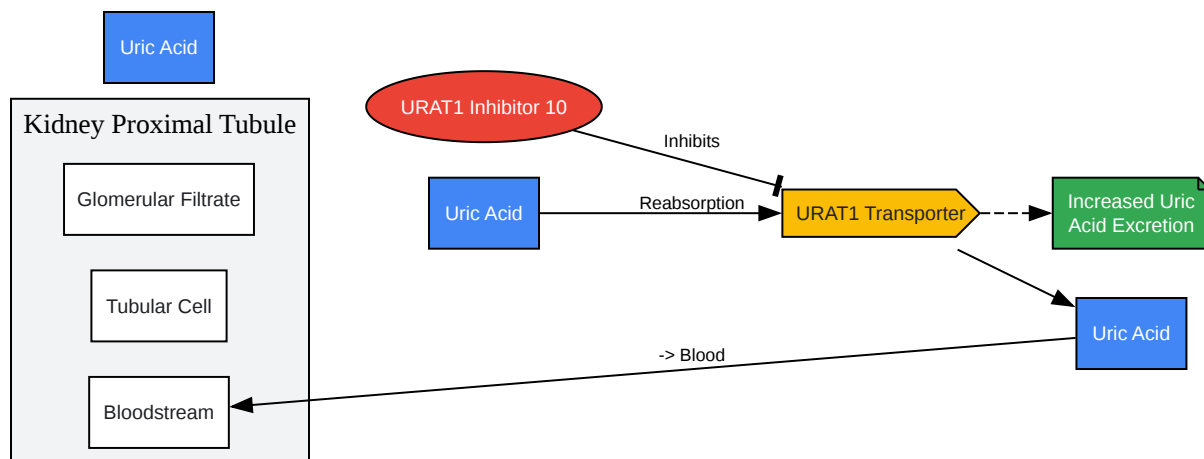 Uric Acid
Kidney Proximal Tubule
Glomerular Filtrate
Tubular Cell
Bloodstream
URAT1 Inhibitor 10
Inhibits
Uric Acid
Reabsorption
URAT1 Transporter
Increased Uric
Acid Excretion
Uric Acid
-> Blood